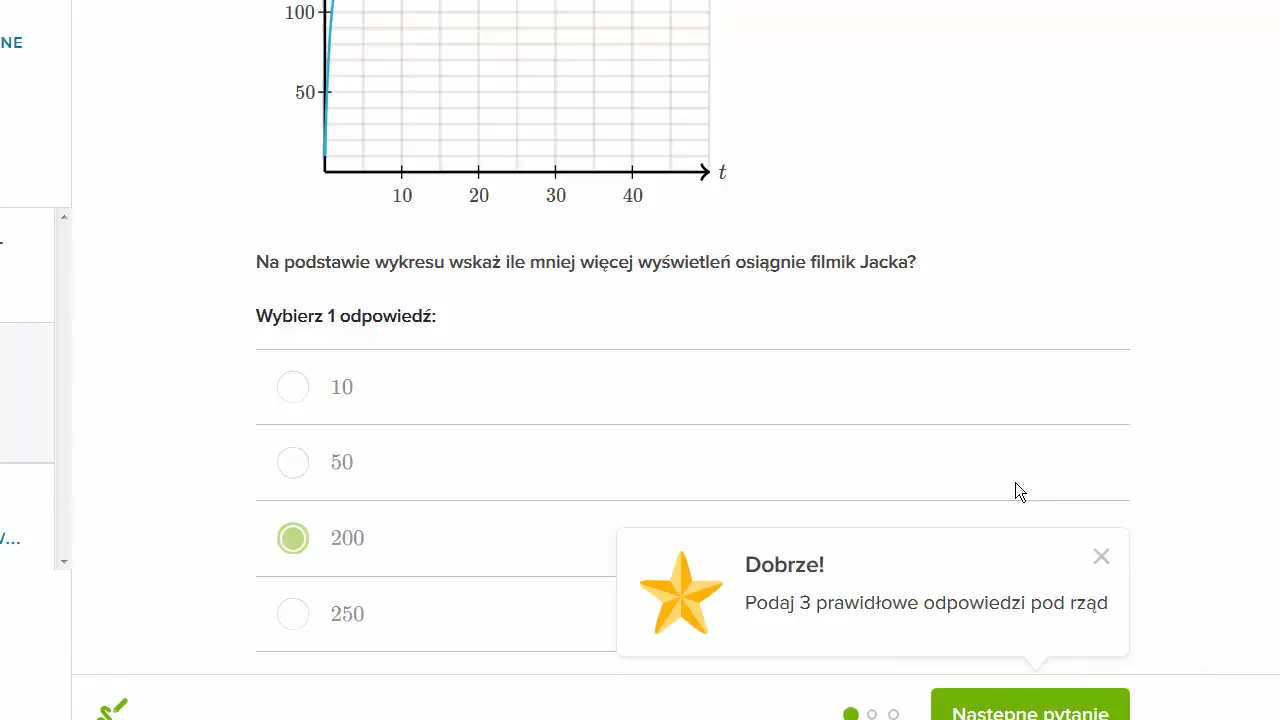 100
NE
50
t
10 20 30 40
Na podstawie wykresu wskaż ile mniej więcej wyświetleń osiągnie filmik Jacka?
Wybierz 1 odpowiedź:
10
50
200
250
Dobrze!
Podaj 3 prawidłowe odpowiedzi pod rząd
Następne pytanie